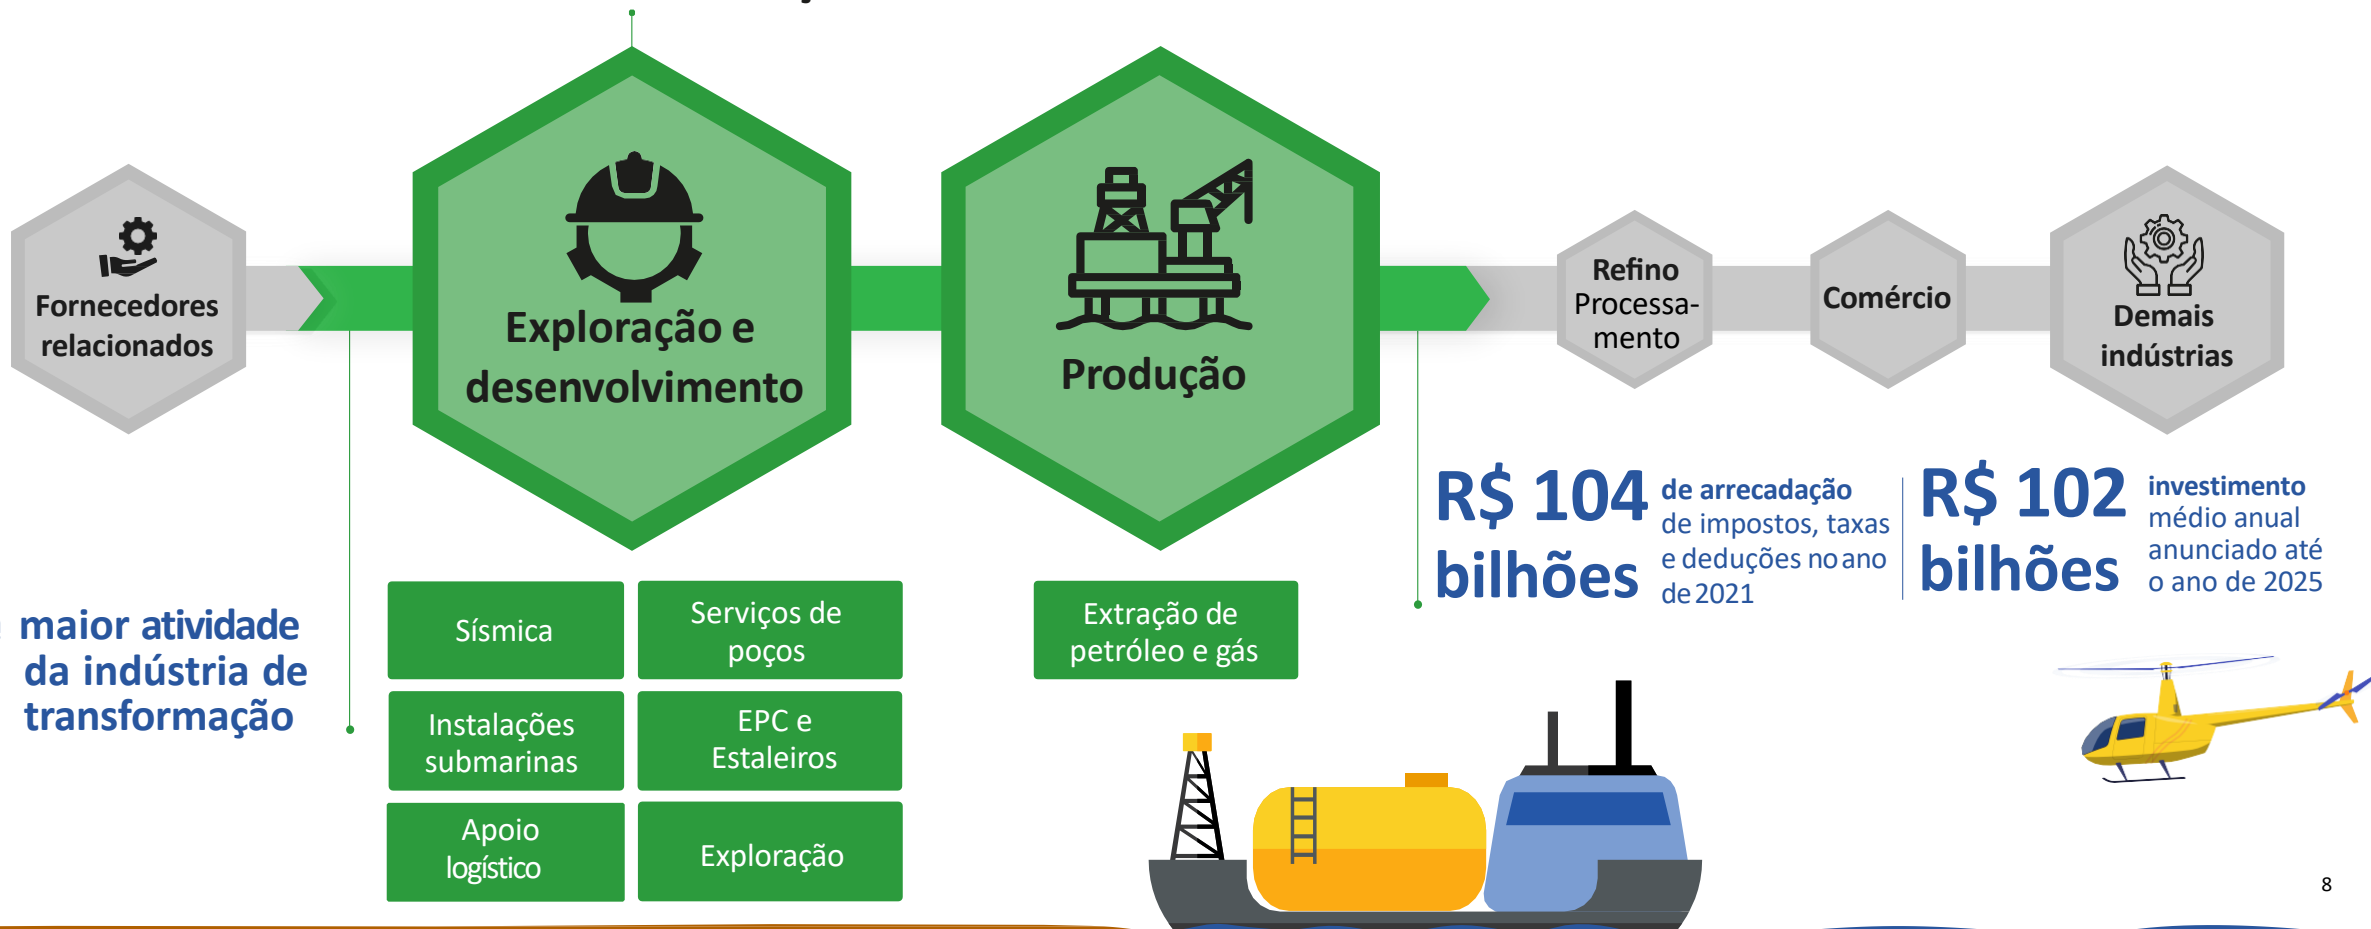 Fornecedores
relacionados
Exploração e
desenvolvimento
Produção
Refino
Processa-
mento
Comércio
Demais
indústrias
R$ 104
bilhões
de arrecadação
de impostos, taxas
e deduções no ano
de 2021
R$ 102
bilhões
investimento
médio anual
anunciado até
o ano de 2025
maior atividade
da indústria de
transformação
Sísmica
Serviços de
poços
Instalações
submarinas
EPC e
Estaleiros
Apoio
logístico
Exploração
Extração de
petróleo e gás
8